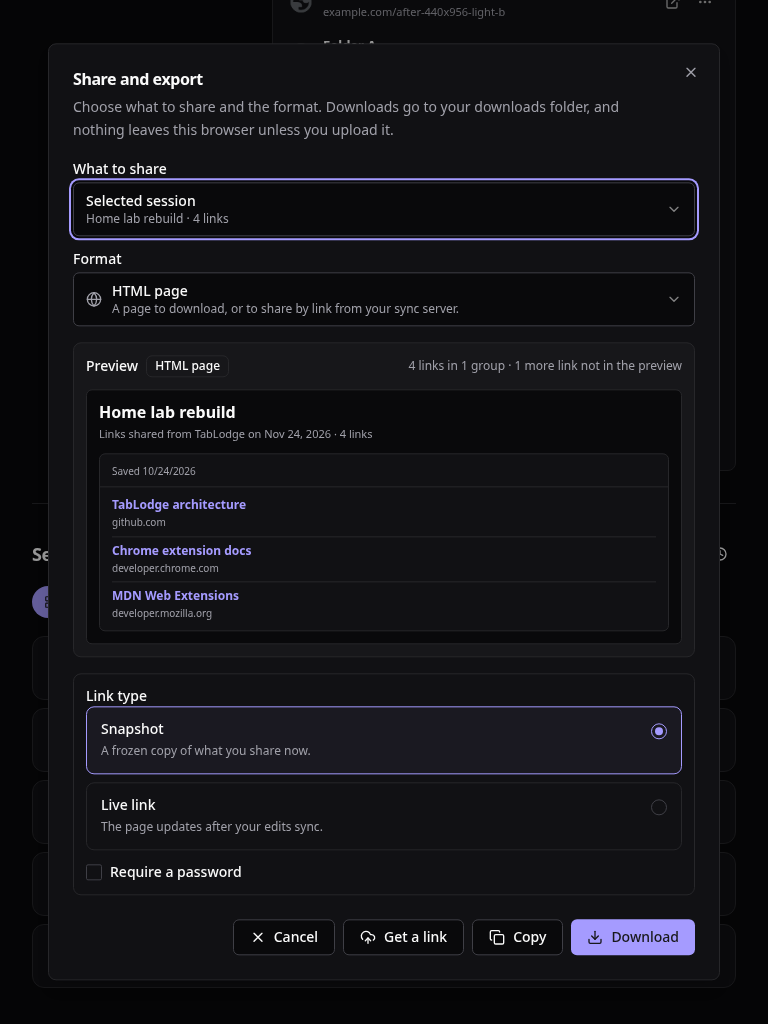 example.com/after-440x956-light-b
Share and export
Choose what to share and the format. Downloads go to your downloads folder, and
nothing leaves this browser unless you upload it.
What to share
Selected session
Home lab rebuild · 4 links
Format
HTML page
A page to download, or to share by link from your sync server.
Preview
HTML page
4 links in 1 group · 1 more link not in the preview
Home lab rebuild
Links shared from TabLodge on Nov 24, 2026 · 4 links
Saved 10/24/2026
TabLodge architecture
github.com
Chrome extension docs
developer.chrome.com
MDN Web Extensions
developer.mozilla.org
Link type
Snapshot
A frozen copy of what you share now.
Live link
The page updates after your edits sync.
Require a password
Cancel
Get a link
Copy
Download